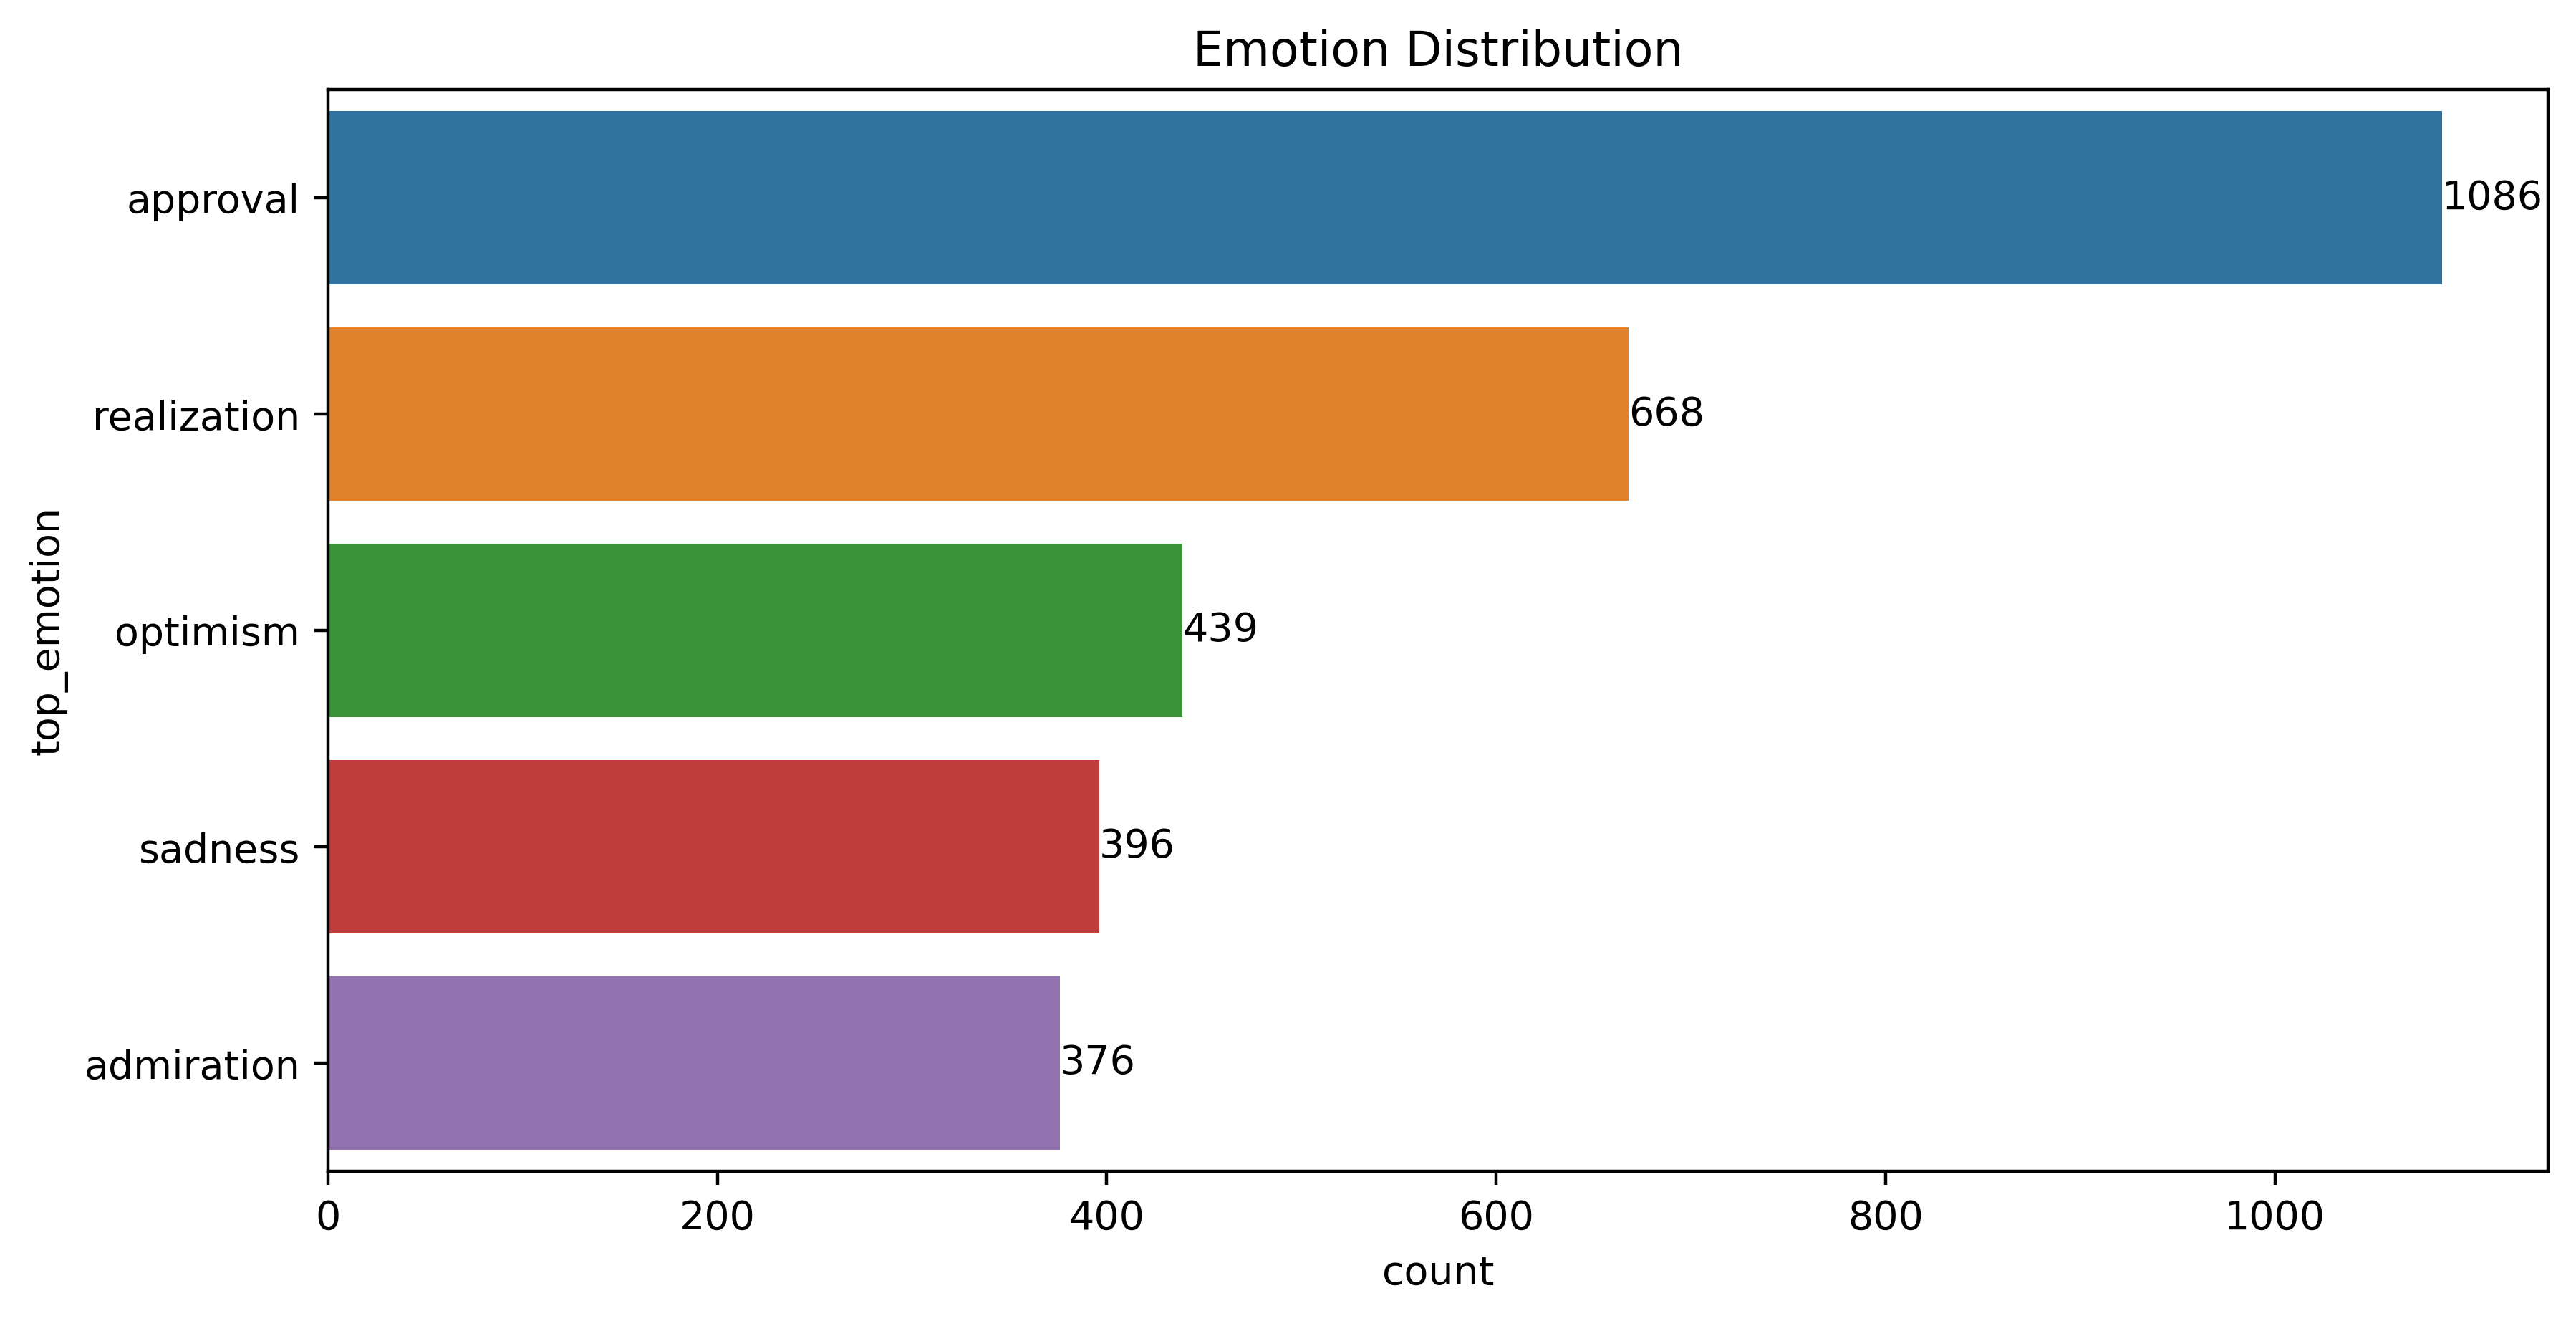 Emotion Distribution
approval
1086
realization
668
optimism
439
sadness
396
admiration
376
0 200 400 600 800 1000
count
top_emotion